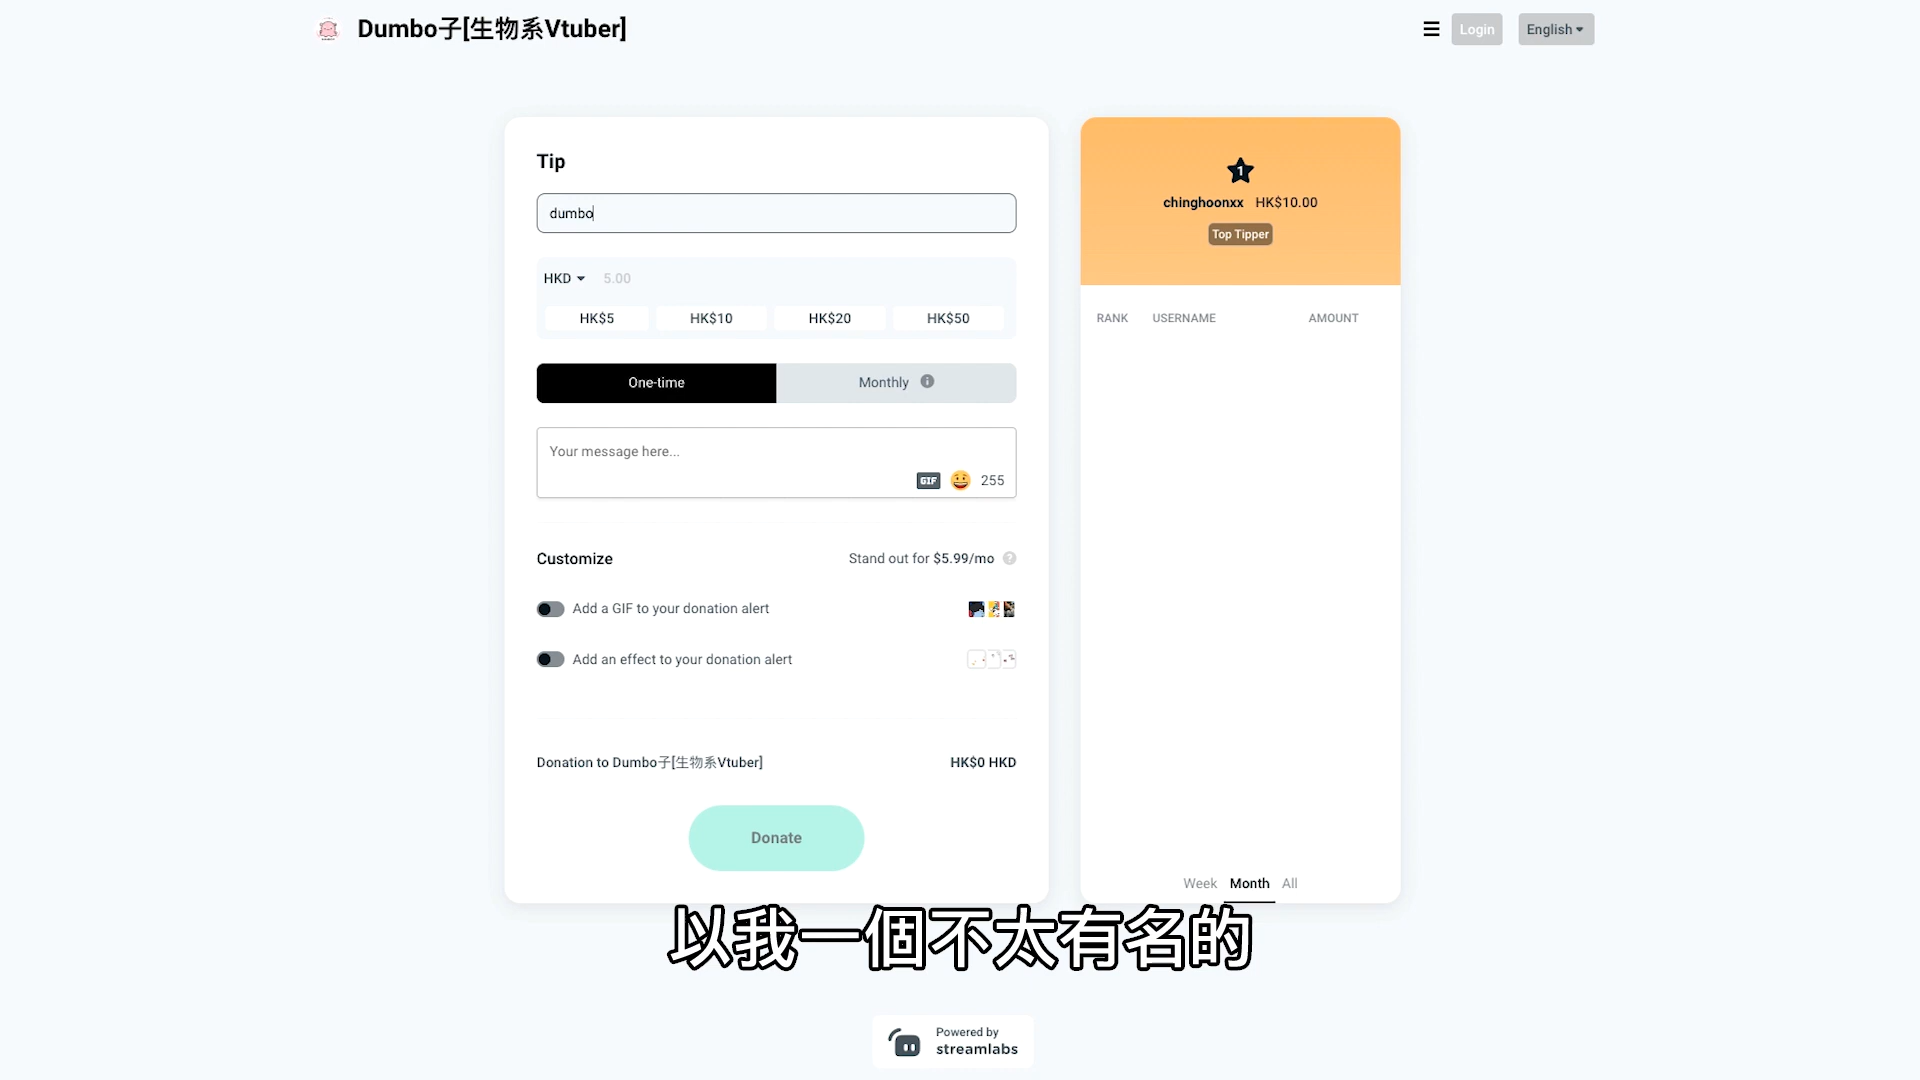 Dumbo子[生物系Vtuber]
Login
English
Tip
dumbo
HKD 5.00
HK$5 HK$10 HK$20 HK$50
One-time Monthly
Your message here...
GIF 255
Customize Stand out for $5.99/mo ?
Add a GIF to your donation alert
Add an effect to your donation alert
Donation to Dumbo子[生物系Vtuber] HK$0 HKD
Donate
1
chinghoonxx HK$10.00
Top Tipper
RANK USERNAME AMOUNT
Week Month All
以我一個不太有名的
Powered by
streamlabs